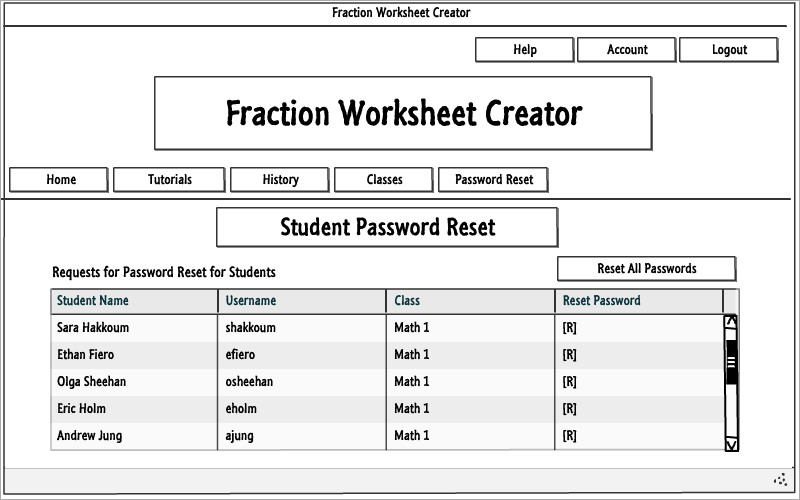 Fraction Worksheet Creator
Help Account Logout
Fraction Worksheet Creator
Home Tutorials History Classes Password Reset
Student Password Reset
Requests for Password Reset for Students Reset All Passwords
Student Name Username Class Reset Password
Sara Hakkoum shakkoum Math 1 [R]
Ethan Fiero efiero Math 1 [R]
Olga Sheehan osheehan Math 1 [R]
Eric Holm eholm Math 1 [R]
Andrew Jung ajung Math 1 [R]